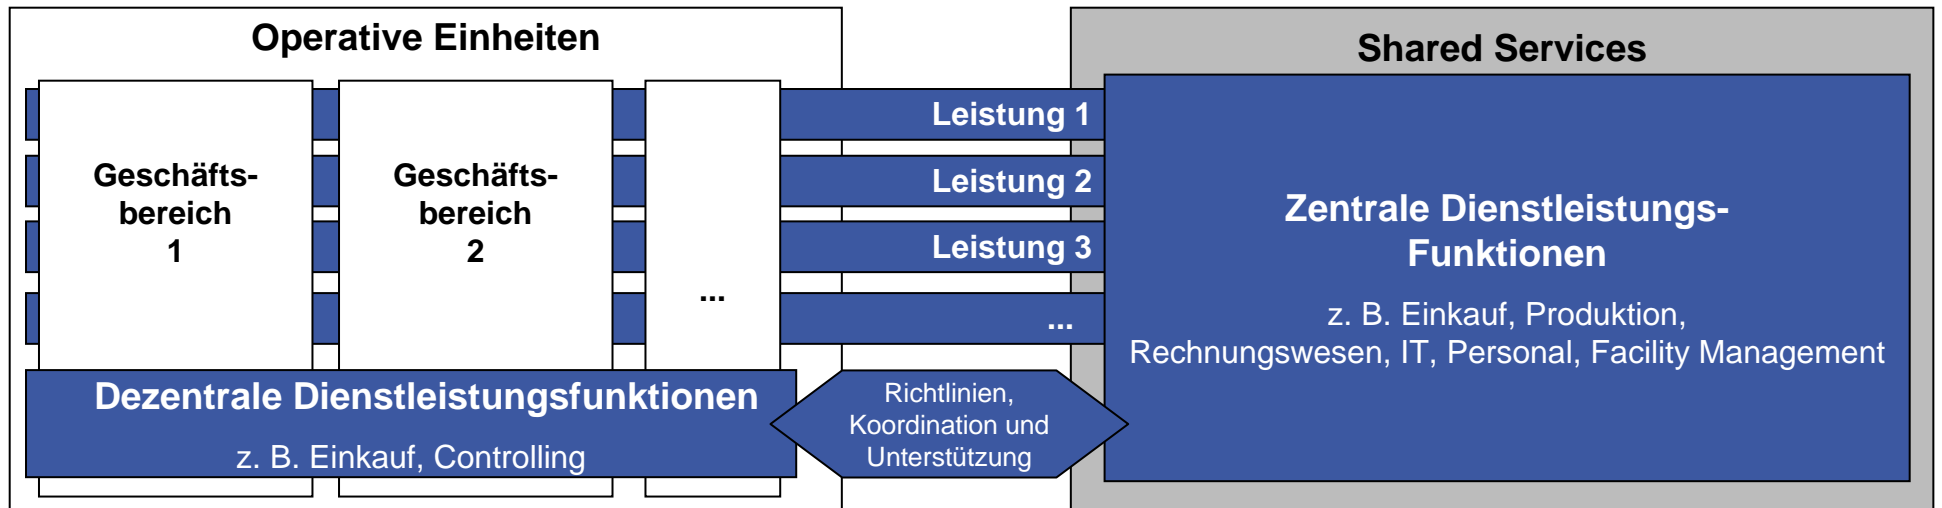 Operative Einheiten
Shared Services
Geschäfts-
bereich
1
Geschäfts-
bereich
2
...
Leistung 1
Leistung 2
Leistung 3
...
Zentrale Dienstleistungs-
Funktionen
z. B. Einkauf, Produktion,
Rechnungswesen, IT, Personal, Facility Management
Dezentrale Dienstleistungsfunktionen
z. B. Einkauf, Controlling
Richtlinien,
Koordination und
Unterstützung